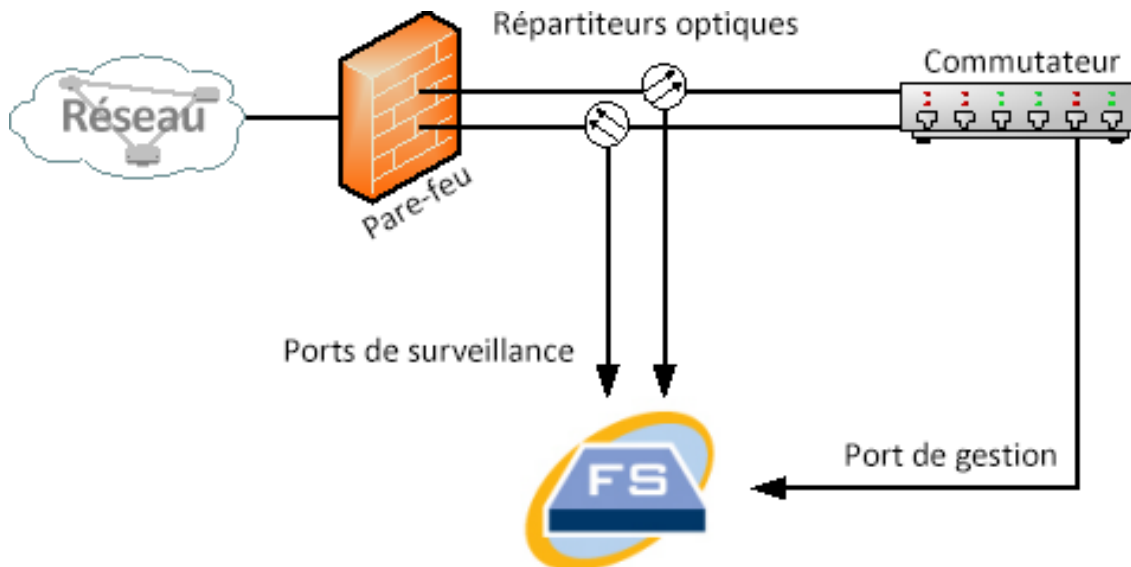 Répartiteurs optiques
Commutateur
Réseau
Pare-feu
Ports de surveillance
Port de gestion
FS